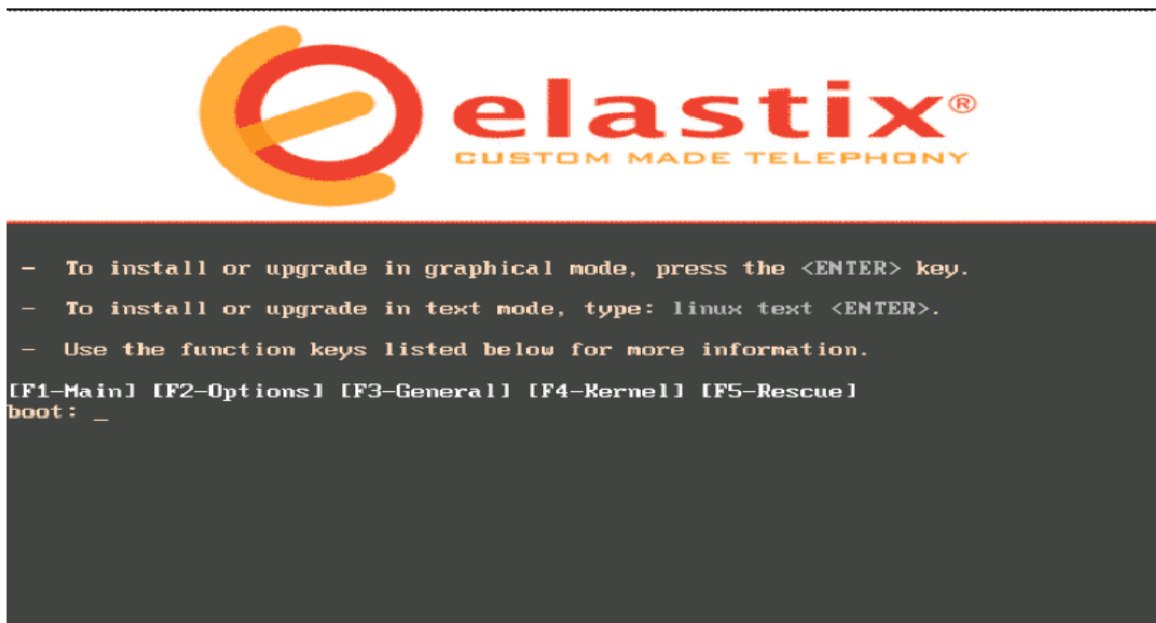 elastix®
CUSTOM MADE TELEPHONY
- To install or upgrade in graphical mode, press the <ENTER> key.
- To install or upgrade in text mode, type: linux text <ENTER>.
- Use the function keys listed below for more information.
[F1-Main] [F2-Options] [F3-General] [F4-Kernel] [F5-Rescue]
boot: _